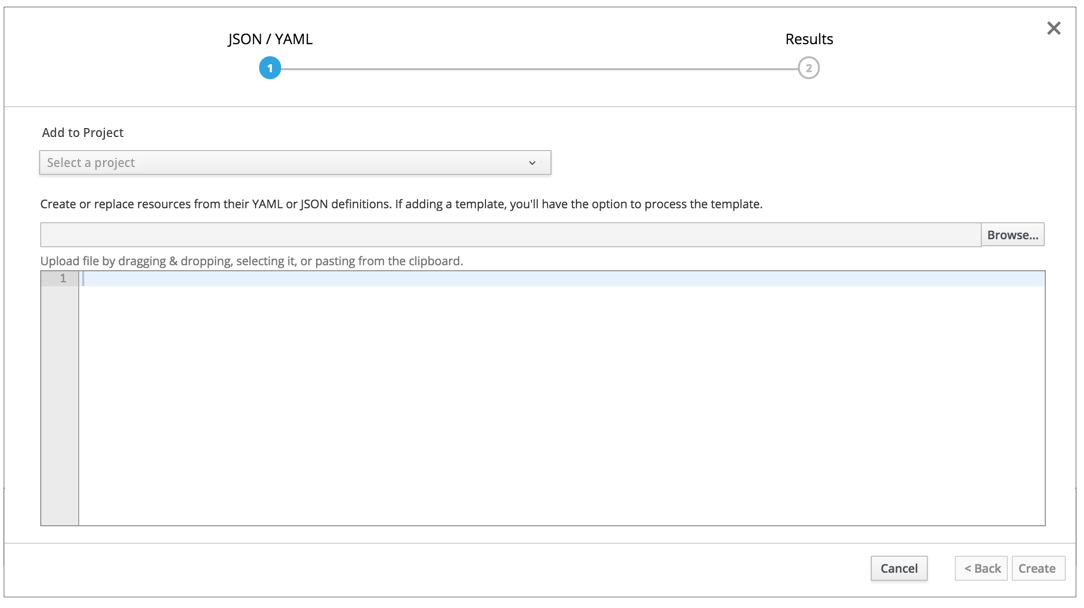 JSON / YAML
Results
1
2
Add to Project
Select a project
Create or replace resources from their YAML or JSON definitions. If adding a template, you'll have the option to process the template.
Browse...
Upload file by dragging & dropping, selecting it, or pasting from the clipboard.
1
Cancel
< Back
Create